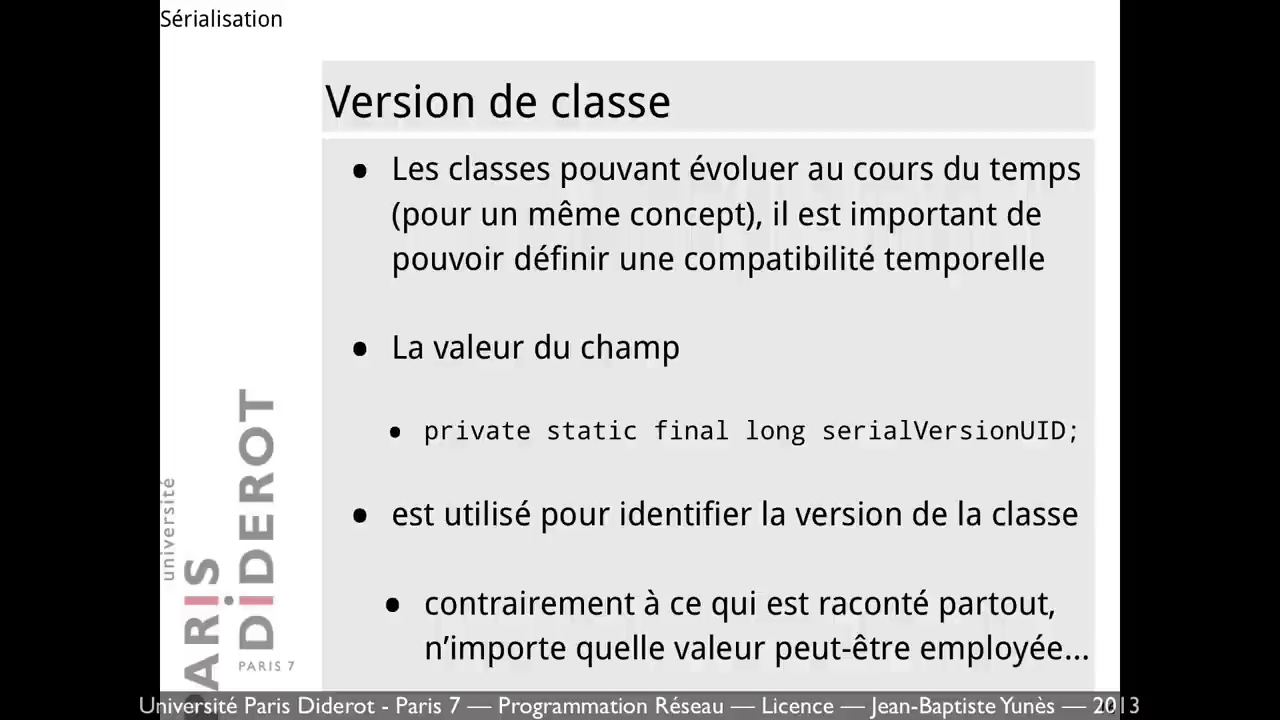 Sérialisation
Version de classe
• Les classes pouvant évoluer au cours du temps
(pour un même concept), il est important de
pouvoir définir une compatibilité temporelle
• La valeur du champ
• private static final long serialVersionUID;
• est utilisé pour identifier la version de la classe
• contrairement à ce qui est raconté partout,
n’importe quelle valeur peut-être employée...
université
PARiS
DiDEROT
PARIS 7
Université Paris Diderot - Paris 7 — Programmation Réseau — Licence — Jean-Baptiste Yunès — 2013